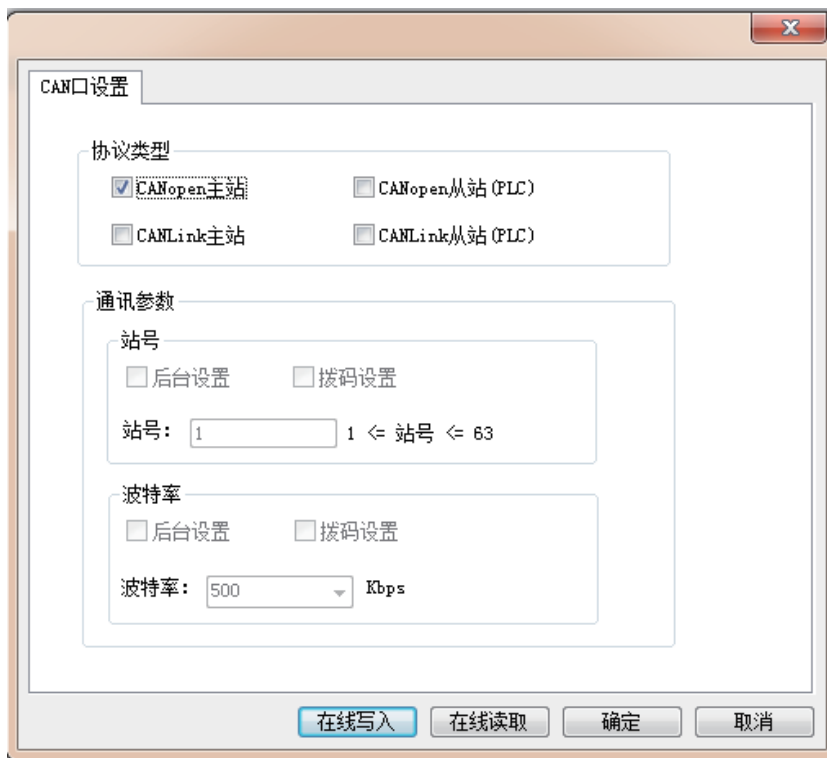 CAN口设置
协议类型
CANopen主站 CANopen从站(PLC)
CANLink主站 CANLink从站(PLC)
通讯参数
站号
后台设置 拨码设置
站号: 1 1 <= 站号 <= 63
波特率
后台设置 拨码设置
波特率: 500 Kbps
在线写入 在线读取 确定 取消